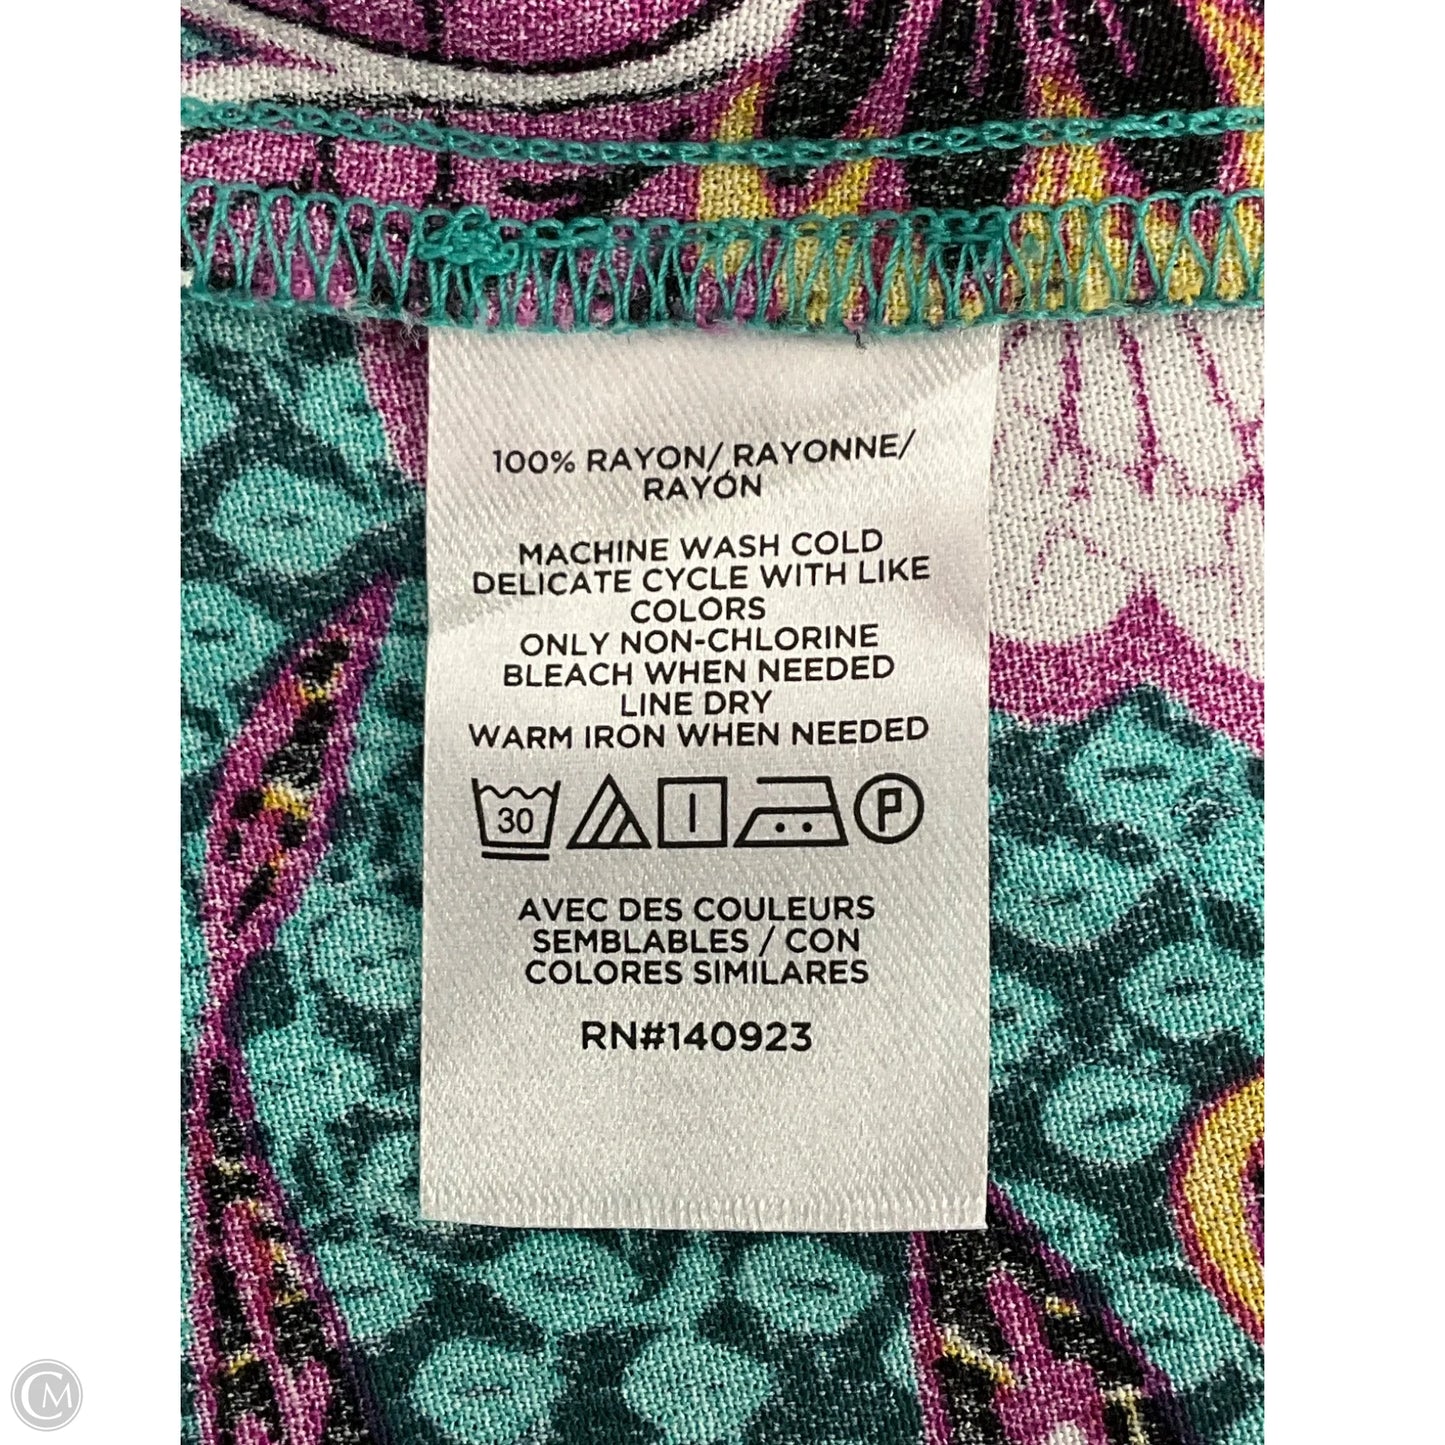 100% RAYON/ RAYONNE/
RAYÓN
MACHINE WASH COLD
DELICATE CYCLE WITH LIKE
COLORS
ONLY NON-CHLORINE
BLEACH WHEN NEEDED
LINE DRY
WARM IRON WHEN NEEDED
30 P
AVEC DES COULEURS
SEMBLABLES / CON
COLORES SIMILARES
RN#140923
CM